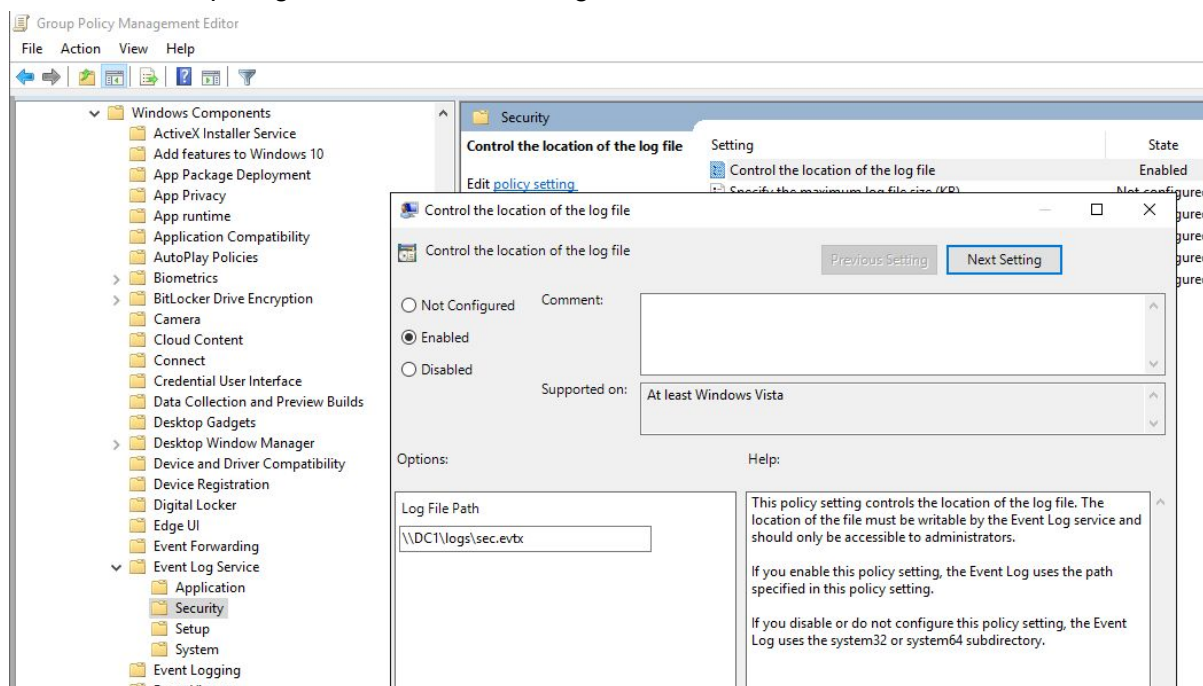 Group Policy Management Editor
File Action View Help
Windows Components
ActiveX Installer Service
Add features to Windows 10
App Package Deployment
App Privacy
App runtime
Application Compatibility
AutoPlay Policies
Biometrics
BitLocker Drive Encryption
Camera
Cloud Content
Connect
Credential User Interface
Data Collection and Preview Builds
Desktop Gadgets
Desktop Window Manager
Device and Driver Compatibility
Device Registration
Digital Locker
Edge UI
Event Forwarding
Event Log Service
Application
Security
Setup
System
Event Logging
Security
Control the location of the log file
Edit policy setting
Setting State
Control the location of the log file Enabled
Specify the maximum log file size (KB) Not configured
Control the location of the log file
Control the location of the log file
Previous Setting Next Setting
Not Configured Comment:
Enabled
Disabled
Supported on: At least Windows Vista
Options: Help:
Log File Path
\\DC1\logs\sec.evtx
This policy setting controls the location of the log file. The
location of the file must be writable by the Event Log service and
should only be accessible to administrators.
If you enable this policy setting, the Event Log uses the path
specified in this policy setting.
If you disable or do not configure this policy setting, the Event
Log uses the system32 or system64 subdirectory.